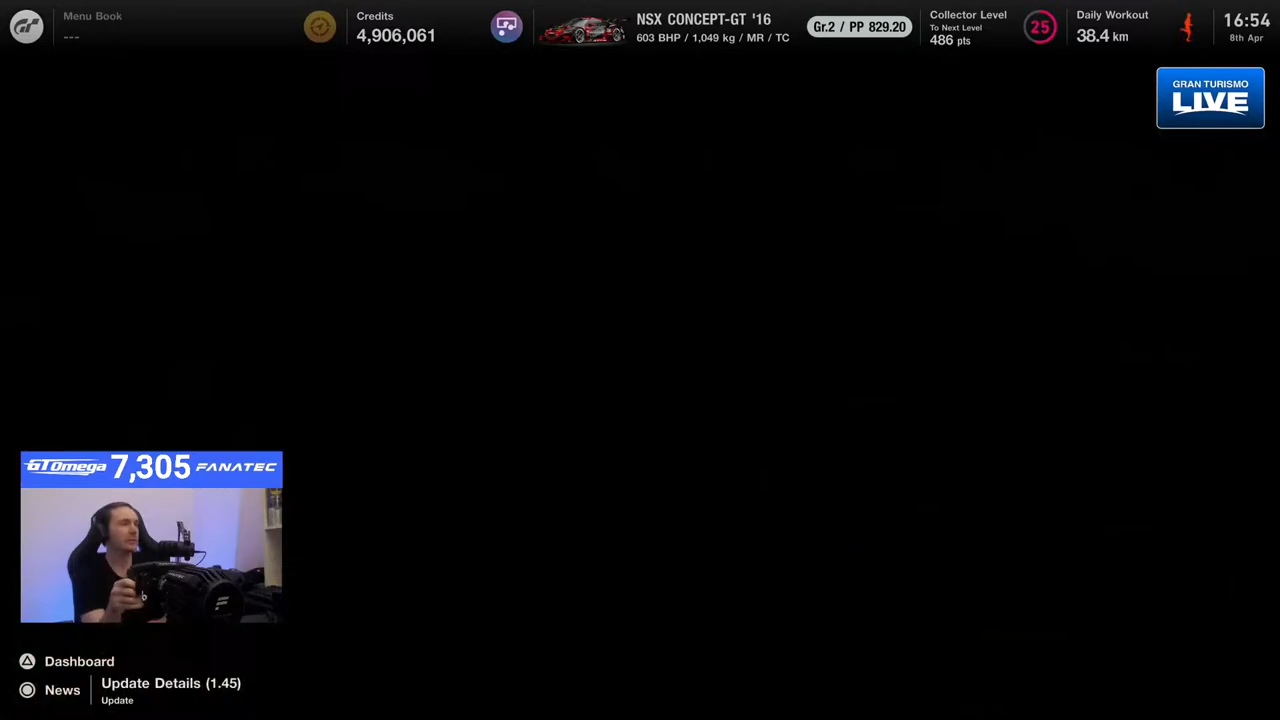 Menu Book
---
Credits
4,906,061
NSX CONCEPT-GT '16
603 BHP / 1,049 kg / MR / TC
Gr.2 / PP 829.20
Collector Level
To Next Level
486 pts
25
Daily Workout
38.4 km
16:54
8th Apr
GRAN TURISMO
LIVE
GT Omega 7,305 FANATEC
Dashboard
News
Update Details (1.45)
Update